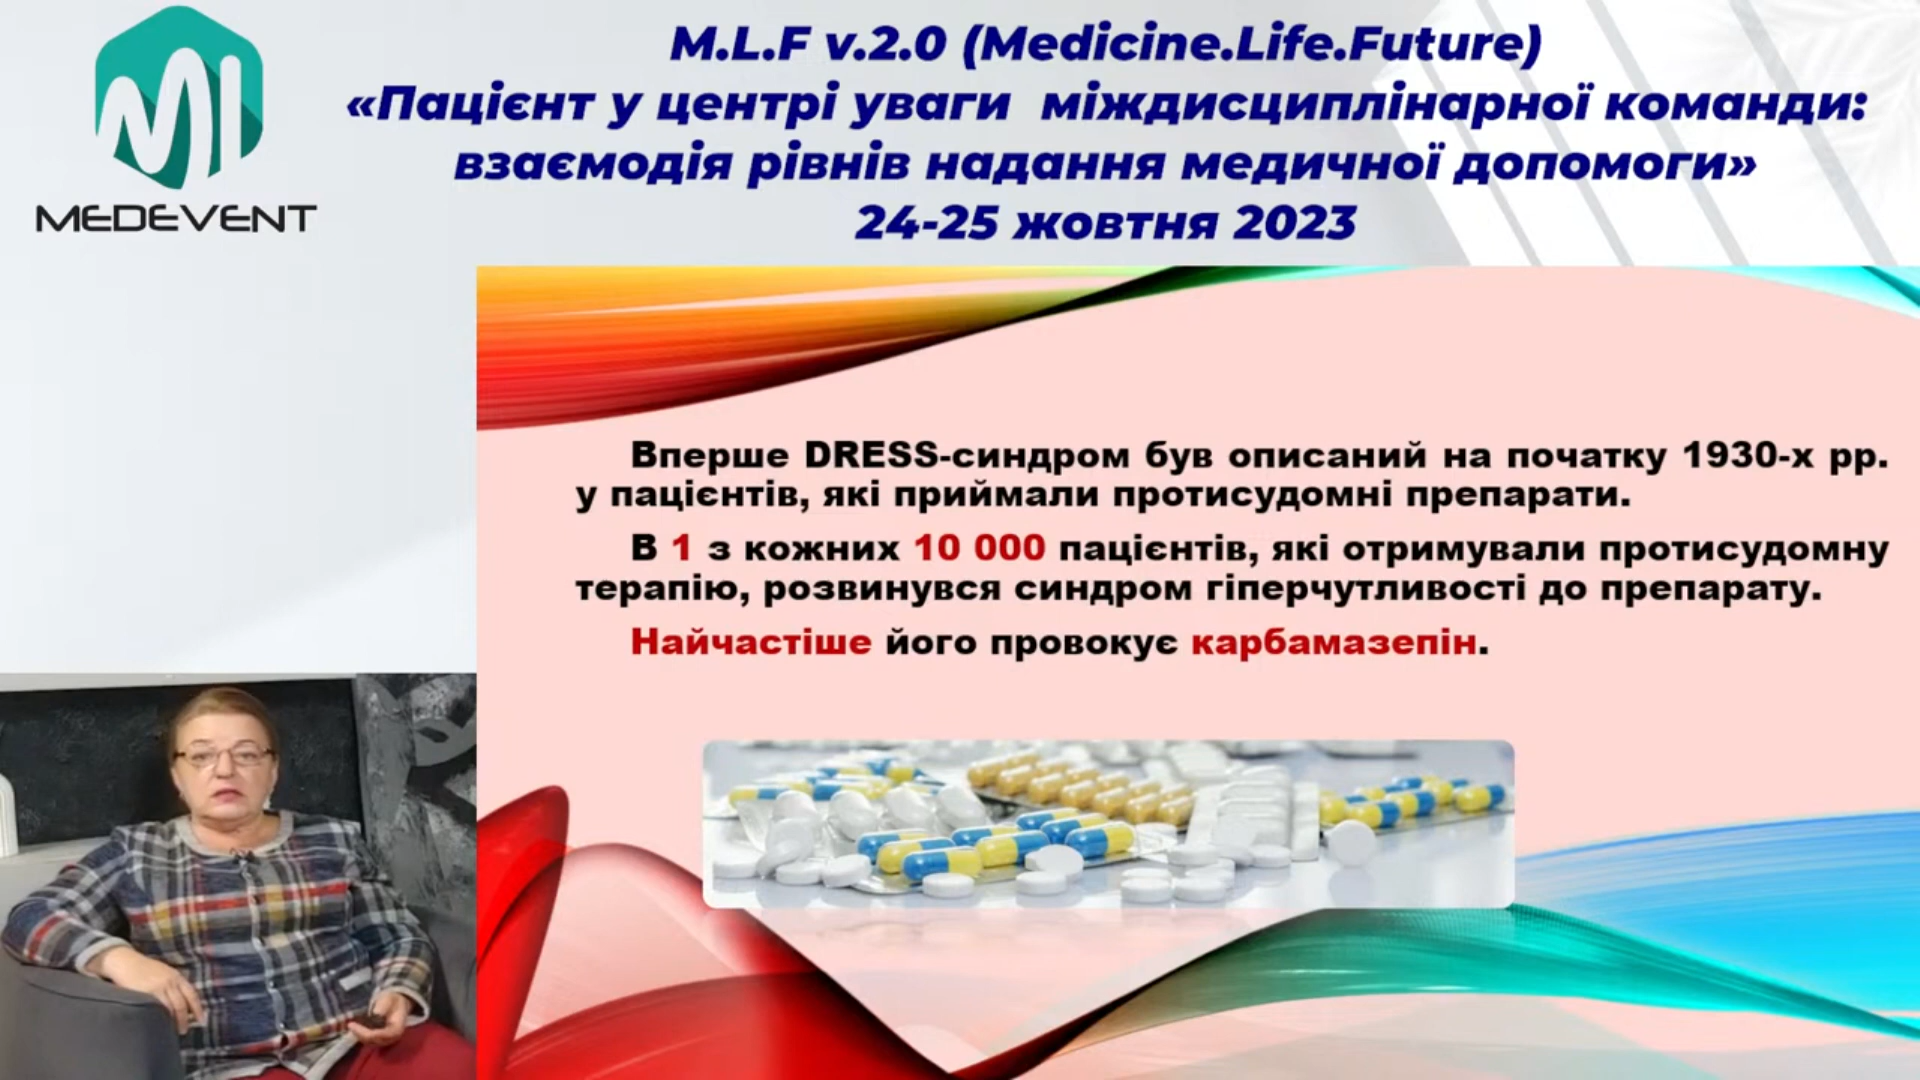 M.L.F v.2.0 (Medicine.Life.Future)
«Пацієнт у центрі уваги міждисциплінарної команди:
взаємодія рівнів надання медичної допомоги»
24-25 жовтня 2023
MEDEVENT
Вперше DRESS-синдром був описаний на початку 1930-х рр.
у пацієнтів, які приймали протисудомні препарати.
В 1 з кожних 10 000 пацієнтів, які отримували протисудомну
терапію, розвинувся синдром гіперчутливості до препарату.
Найчастіше його провокує карбамазепін.